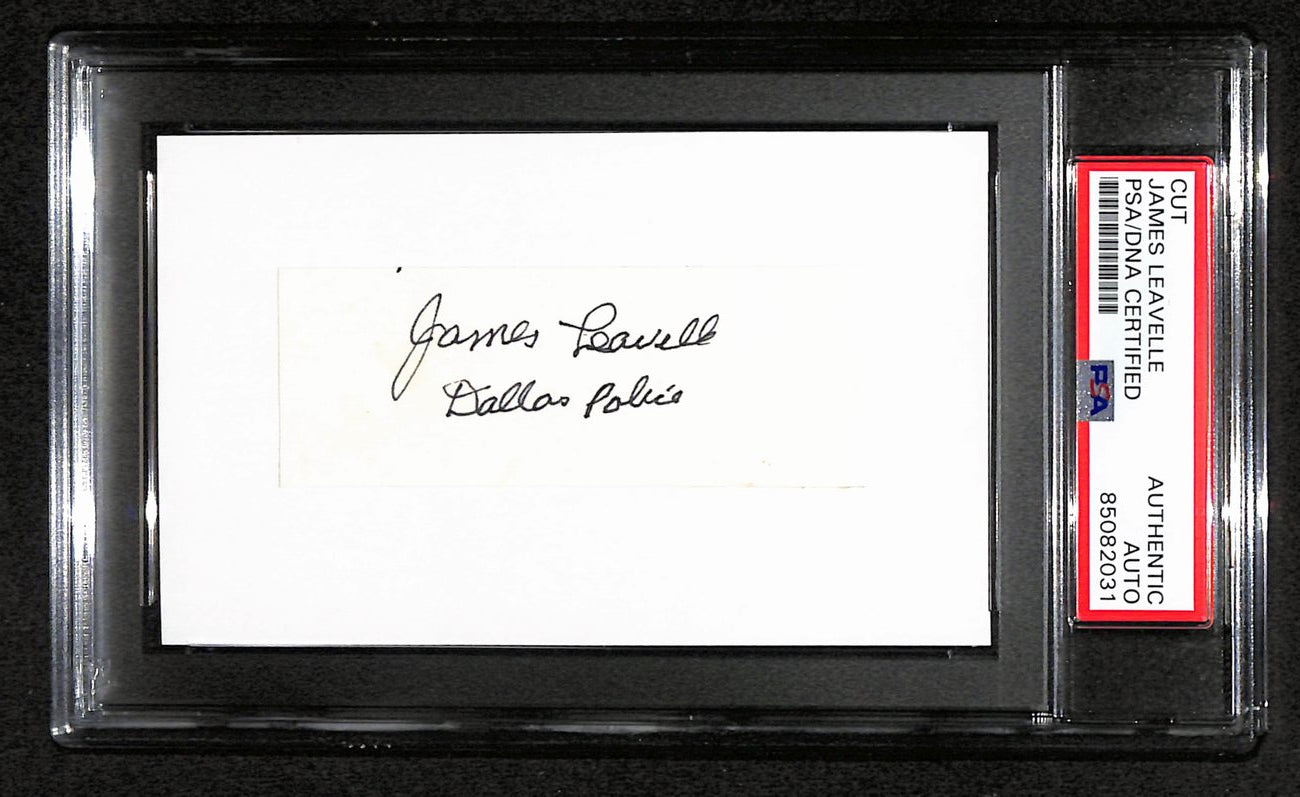 James Leavelle
Dallas Police
CUT
JAMES LEAVELLE
PSA/DNA CERTIFIED
AUTHENTIC
AUTO
85082031
PSA